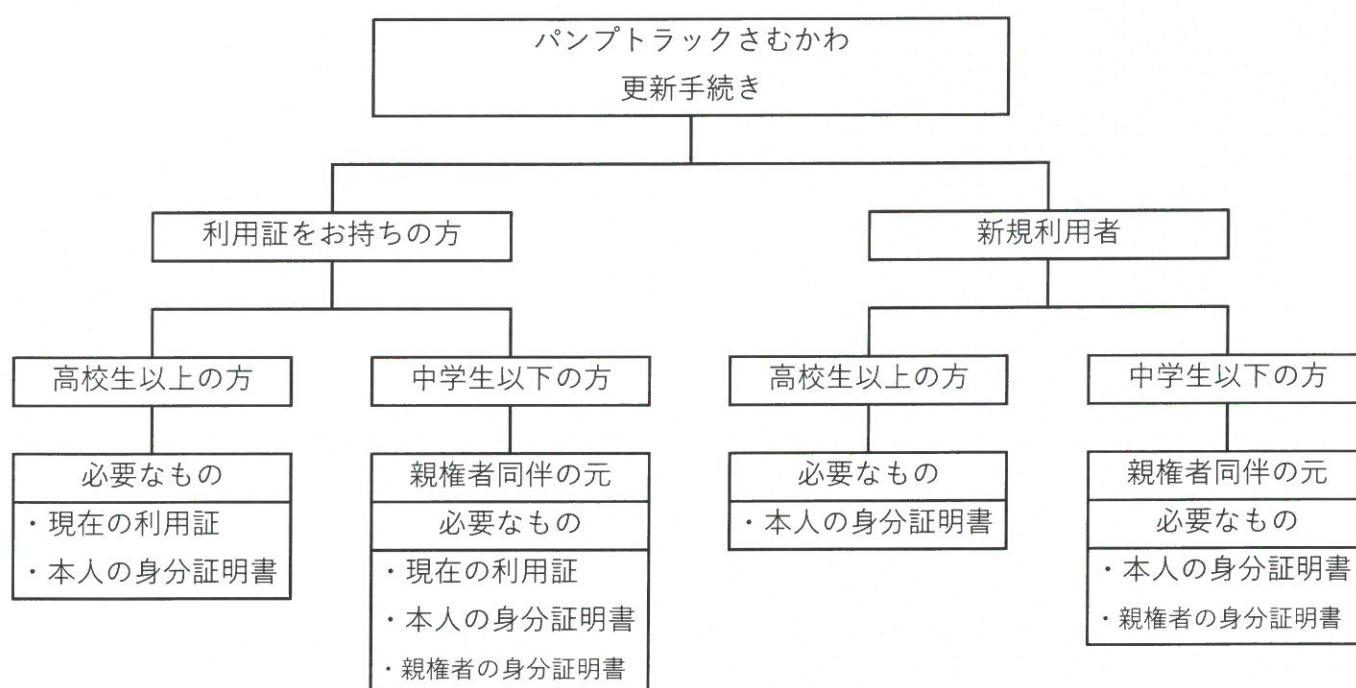 パンプトラックさむかわ
更新手続き
利用証をお持ちの方
新規利用者
高校生以上の方
中学生以下の方
高校生以上の方
中学生以下の方
必要なもの
・現在の利用証
・本人の身分証明書
親権者同伴の元
必要なもの
・現在の利用証
・本人の身分証明書
・親権者の身分証明書
必要なもの
・本人の身分証明書
親権者同伴の元
必要なもの
・本人の身分証明書
・親権者の身分証明書